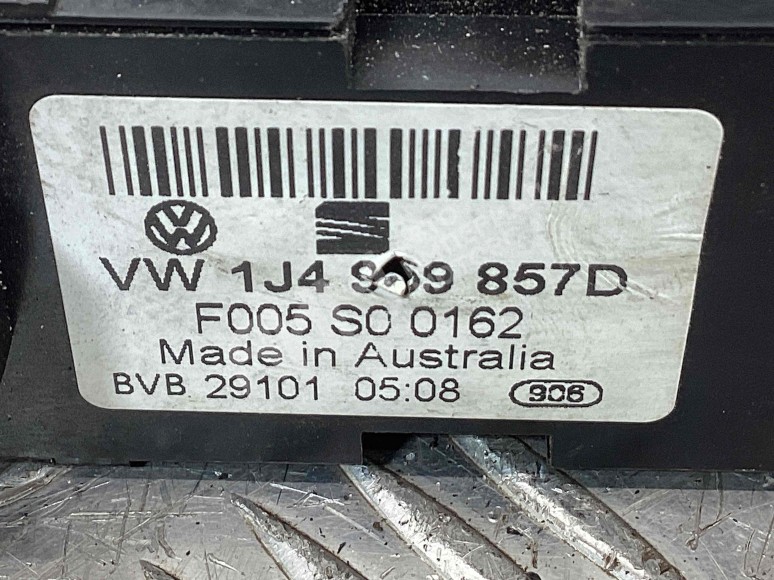 VW 1J4 857D
F005 S0 0162
Made in Australia
BVB 29101 05:08 906